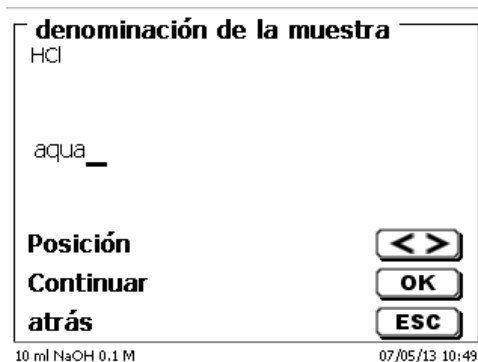 denominación de la muestra
HCl
aqua_
Posición < >
Continuar OK
atrás ESC
10 ml NaOH 0.1 M 07/05/13 10:49